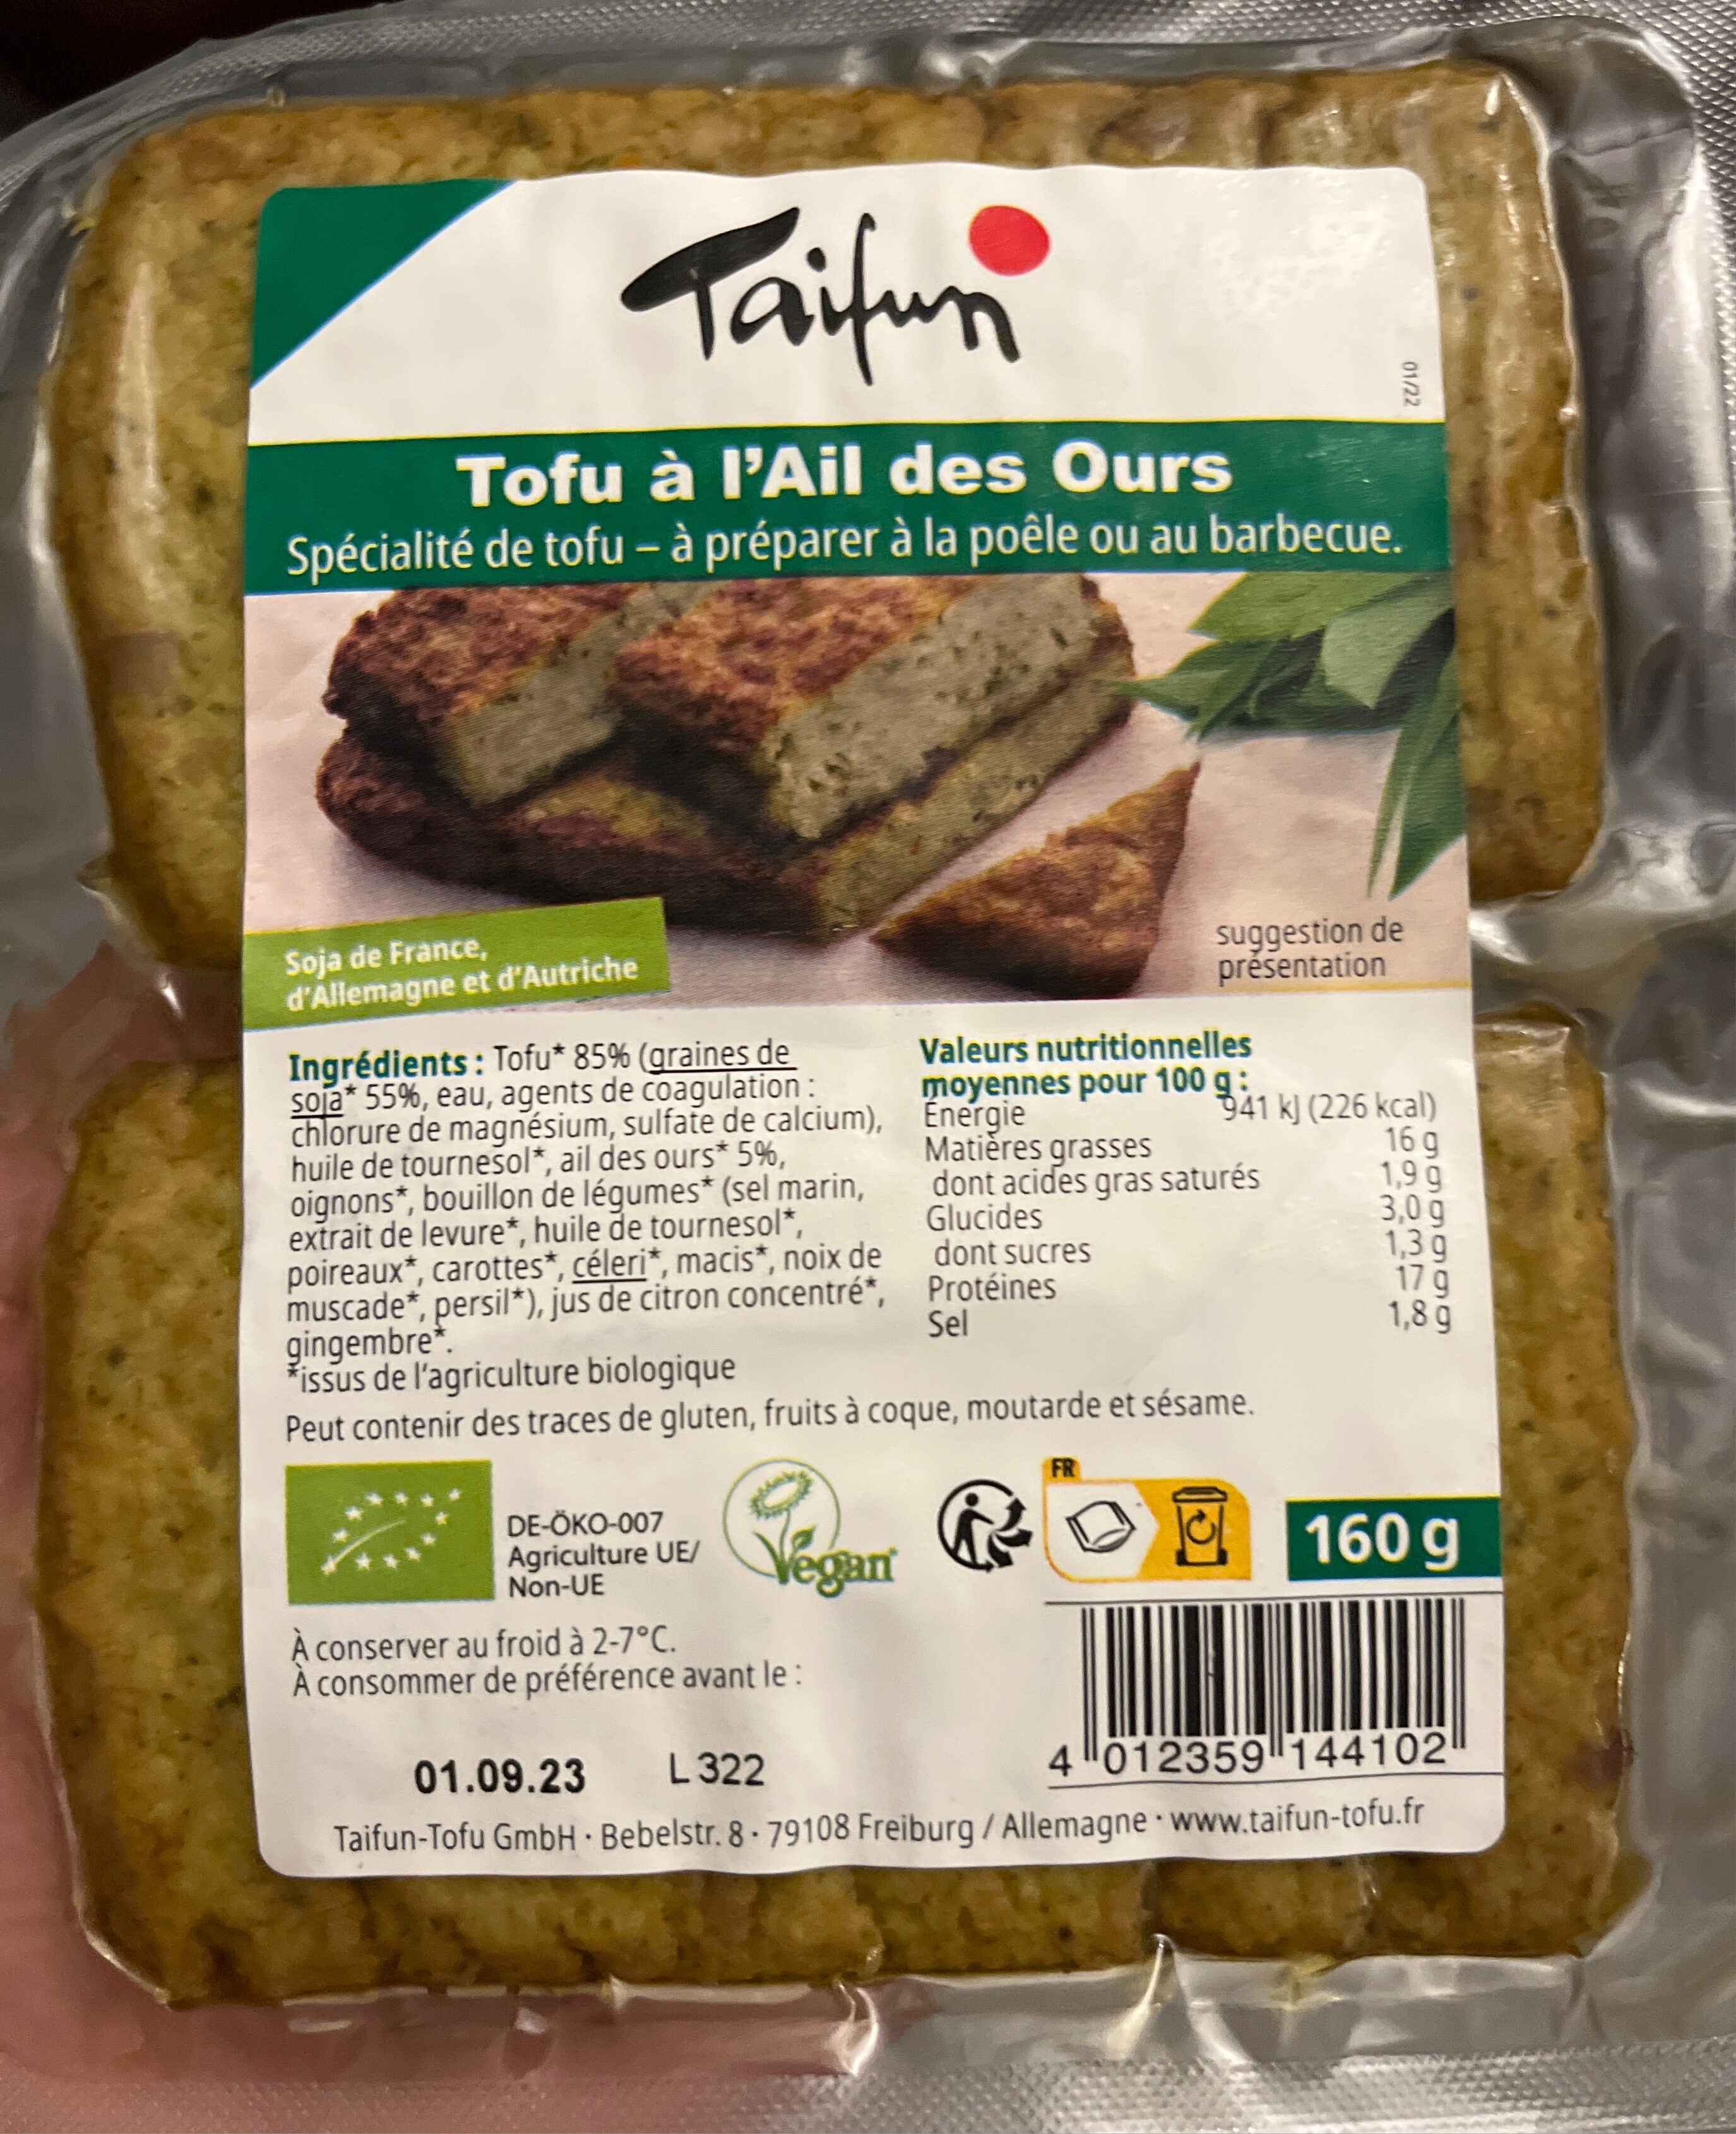 Taifun
01/22
Tofu à l'Ail des Ours
Spécialité de tofu – à préparer à la poêle ou au barbecue.
Soja de France,
d'Allemagne et d'Autriche
suggestion de
présentation
Ingrédients : Tofu* 85% (graines de
soja* 55%, eau, agents de coagulation :
chlorure de magnésium, sulfate de calcium),
huile de tournesol*, ail des ours* 5%,
oignons*, bouillon de légumes* (sel marin,
extrait de levure*, huile de tournesol*,
poireaux*, carottes*, céleri*, macis*, noix de
muscade*, persil*), jus de citron concentré*,
gingembre*.
*issus de l'agriculture biologique
Valeurs nutritionnelles
moyennes pour 100 g :
Énergie 941 kJ (226 kcal)
Matières grasses 16 g
dont acides gras saturés 1,9 g
Glucides 3,0 g
dont sucres 1,3 g
Protéines 17 g
Sel 1,8 g
Peut contenir des traces de gluten, fruits à coque, moutarde et sésame.
DE-ÖKO-007
Agriculture UE/
Non-UE
Vegan
FR
160 g
À conserver au froid à 2-7°C.
À consommer de préférence avant le :
01.09.23 L 322
4 012359 144102
Taifun-Tofu GmbH · Bebelstr. 8 · 79108 Freiburg / Allemagne · www.taifun-tofu.fr